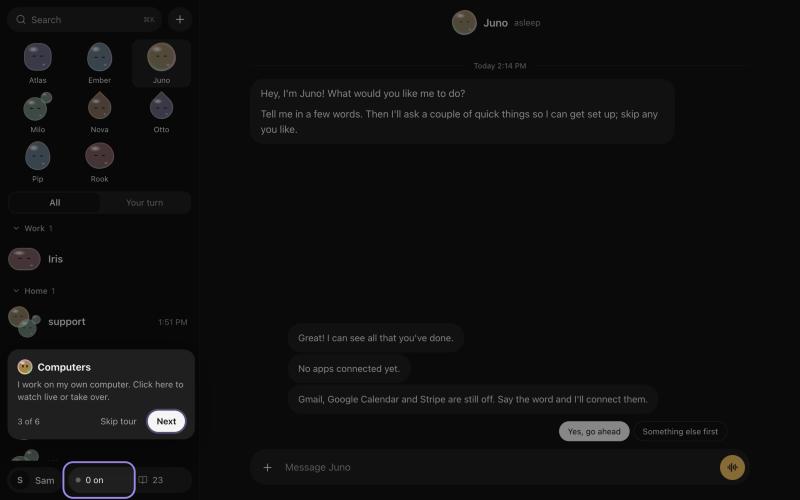 Search
⌘K
Juno asleep
Today 2:14 PM
Atlas
Ember
Juno
Milo
Nova
Otto
Pip
Rook
All
Your turn
Work 1
Iris
Home 1
support
1:51 PM
Computers
I work on my own computer. Click here to
watch live or take over.
3 of 6
Skip tour
Next
S
Sam
0 on
23
Hey, I'm Juno! What would you like me to do?
Tell me in a few words. Then I'll ask a couple of quick things so I can get set up; skip any
you like.
Great! I can see all that you've done.
No apps connected yet.
Gmail, Google Calendar and Stripe are still off. Say the word and I'll connect them.
Yes, go ahead
Something else first
Message Juno